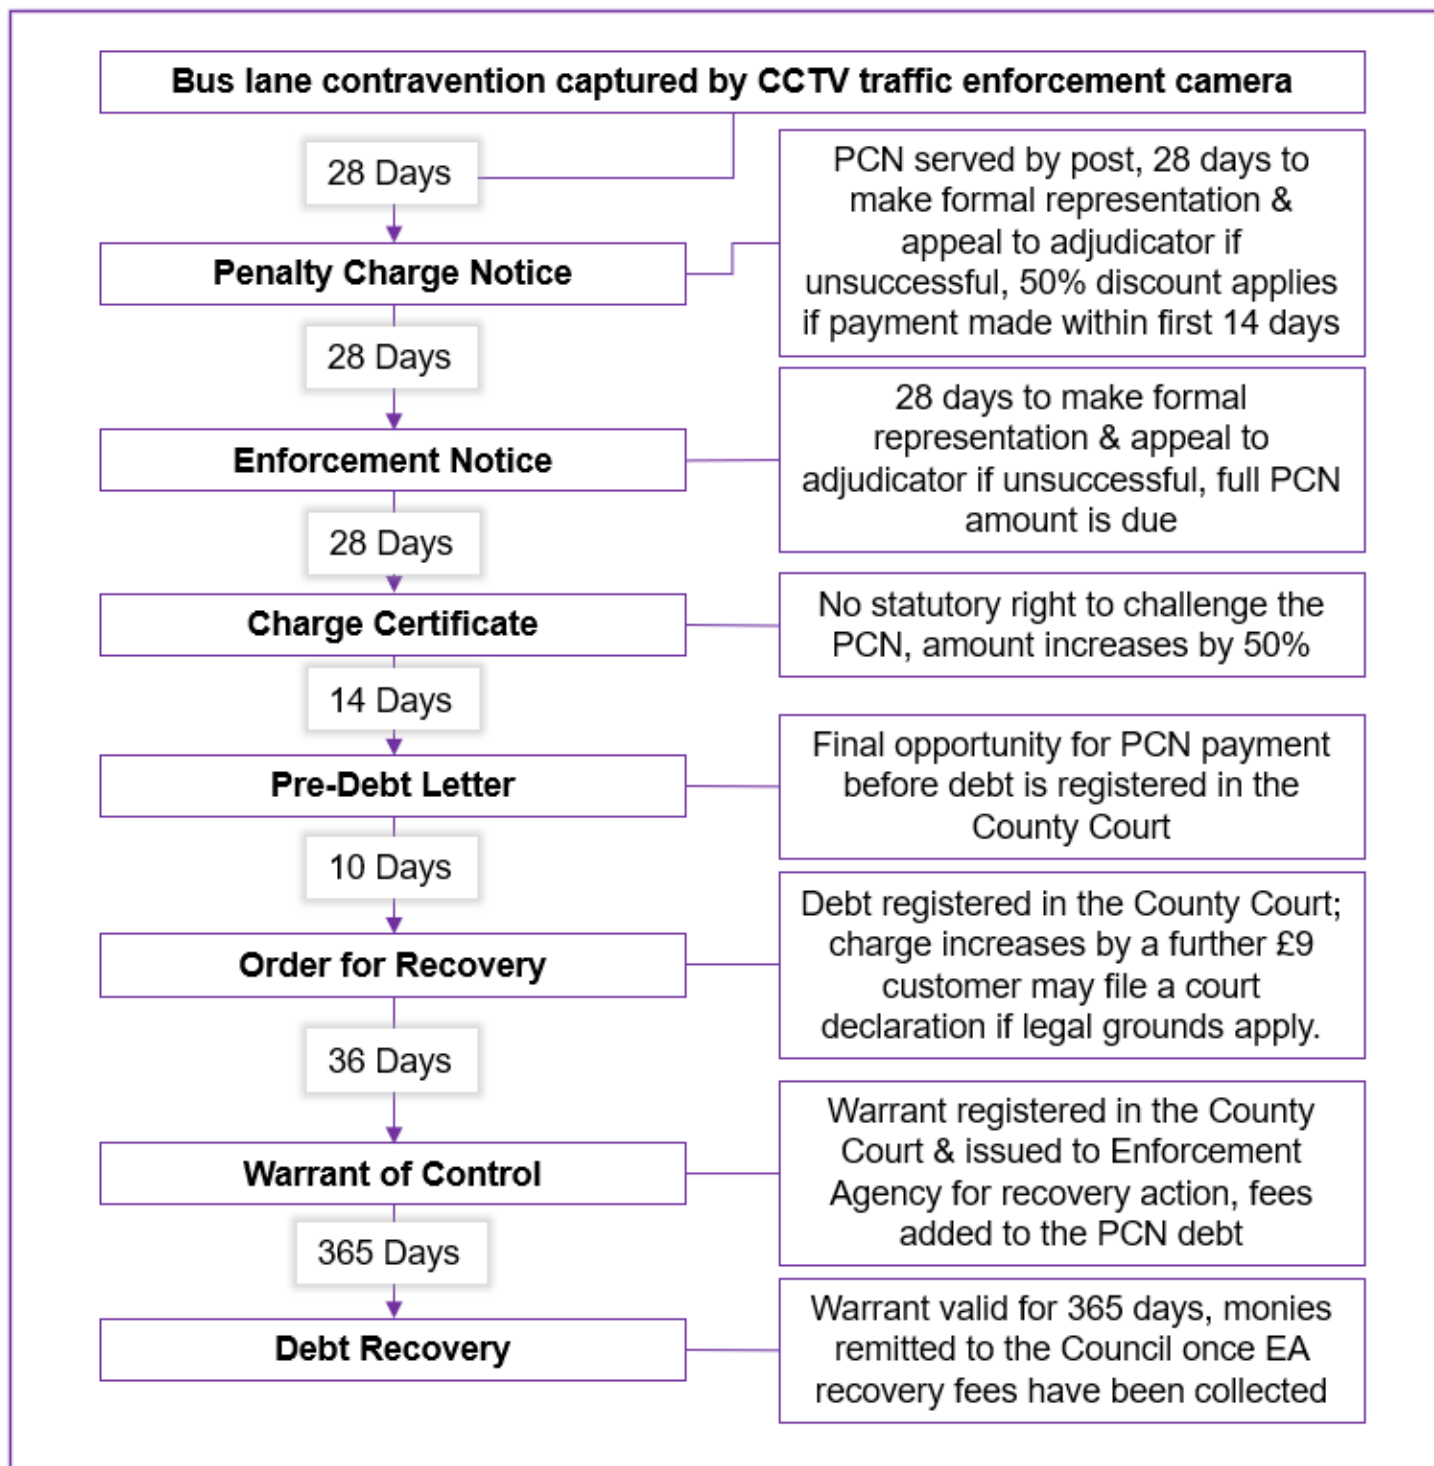 Bus lane contravention captured by CCTV traffic enforcement camera
28 Days
PCN served by post, 28 days to
make formal representation &
appeal to adjudicator if
unsuccessful, 50% discount applies
if payment made within first 14 days
Penalty Charge Notice
28 Days
28 days to make formal
representation & appeal to
adjudicator if unsuccessful, full PCN
amount is due
Enforcement Notice
28 Days
No statutory right to challenge the
PCN, amount increases by 50%
Charge Certificate
14 Days
Final opportunity for PCN payment
before debt is registered in the
County Court
Pre-Debt Letter
10 Days
Debt registered in the County Court;
charge increases by a further £9
customer may file a court
declaration if legal grounds apply.
Order for Recovery
36 Days
Warrant registered in the County
Court & issued to Enforcement
Agency for recovery action, fees
added to the PCN debt
Warrant of Control
365 Days
Warrant valid for 365 days, monies
remitted to the Council once EA
recovery fees have been collected
Debt Recovery